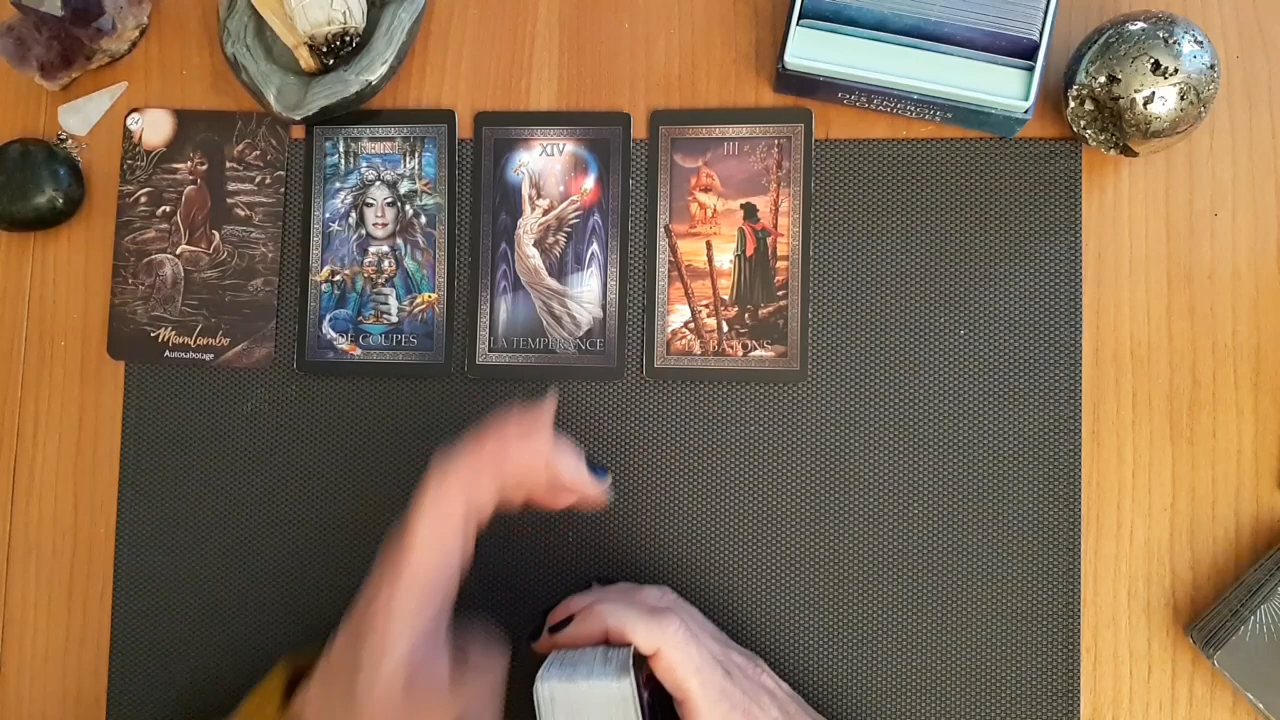 24
Mamlambo
Autosabotage
REINE
DE COUPES
XIV
LA TEMPÉRANCE
III
DE BÂTONS
DES ÉNERGIES
COSMIQUES